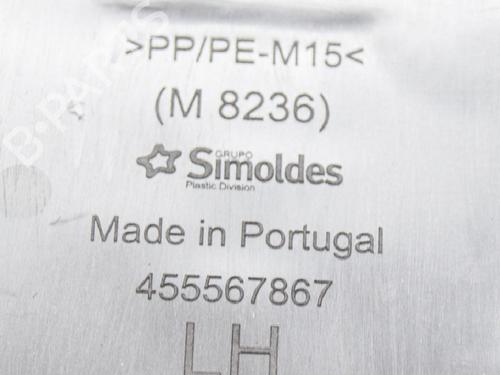 >PP/PE-M15<
(M 8236)
GRUPO
Simoldes
Plastic Division
Made in Portugal
455567867
LH
B-PARTS